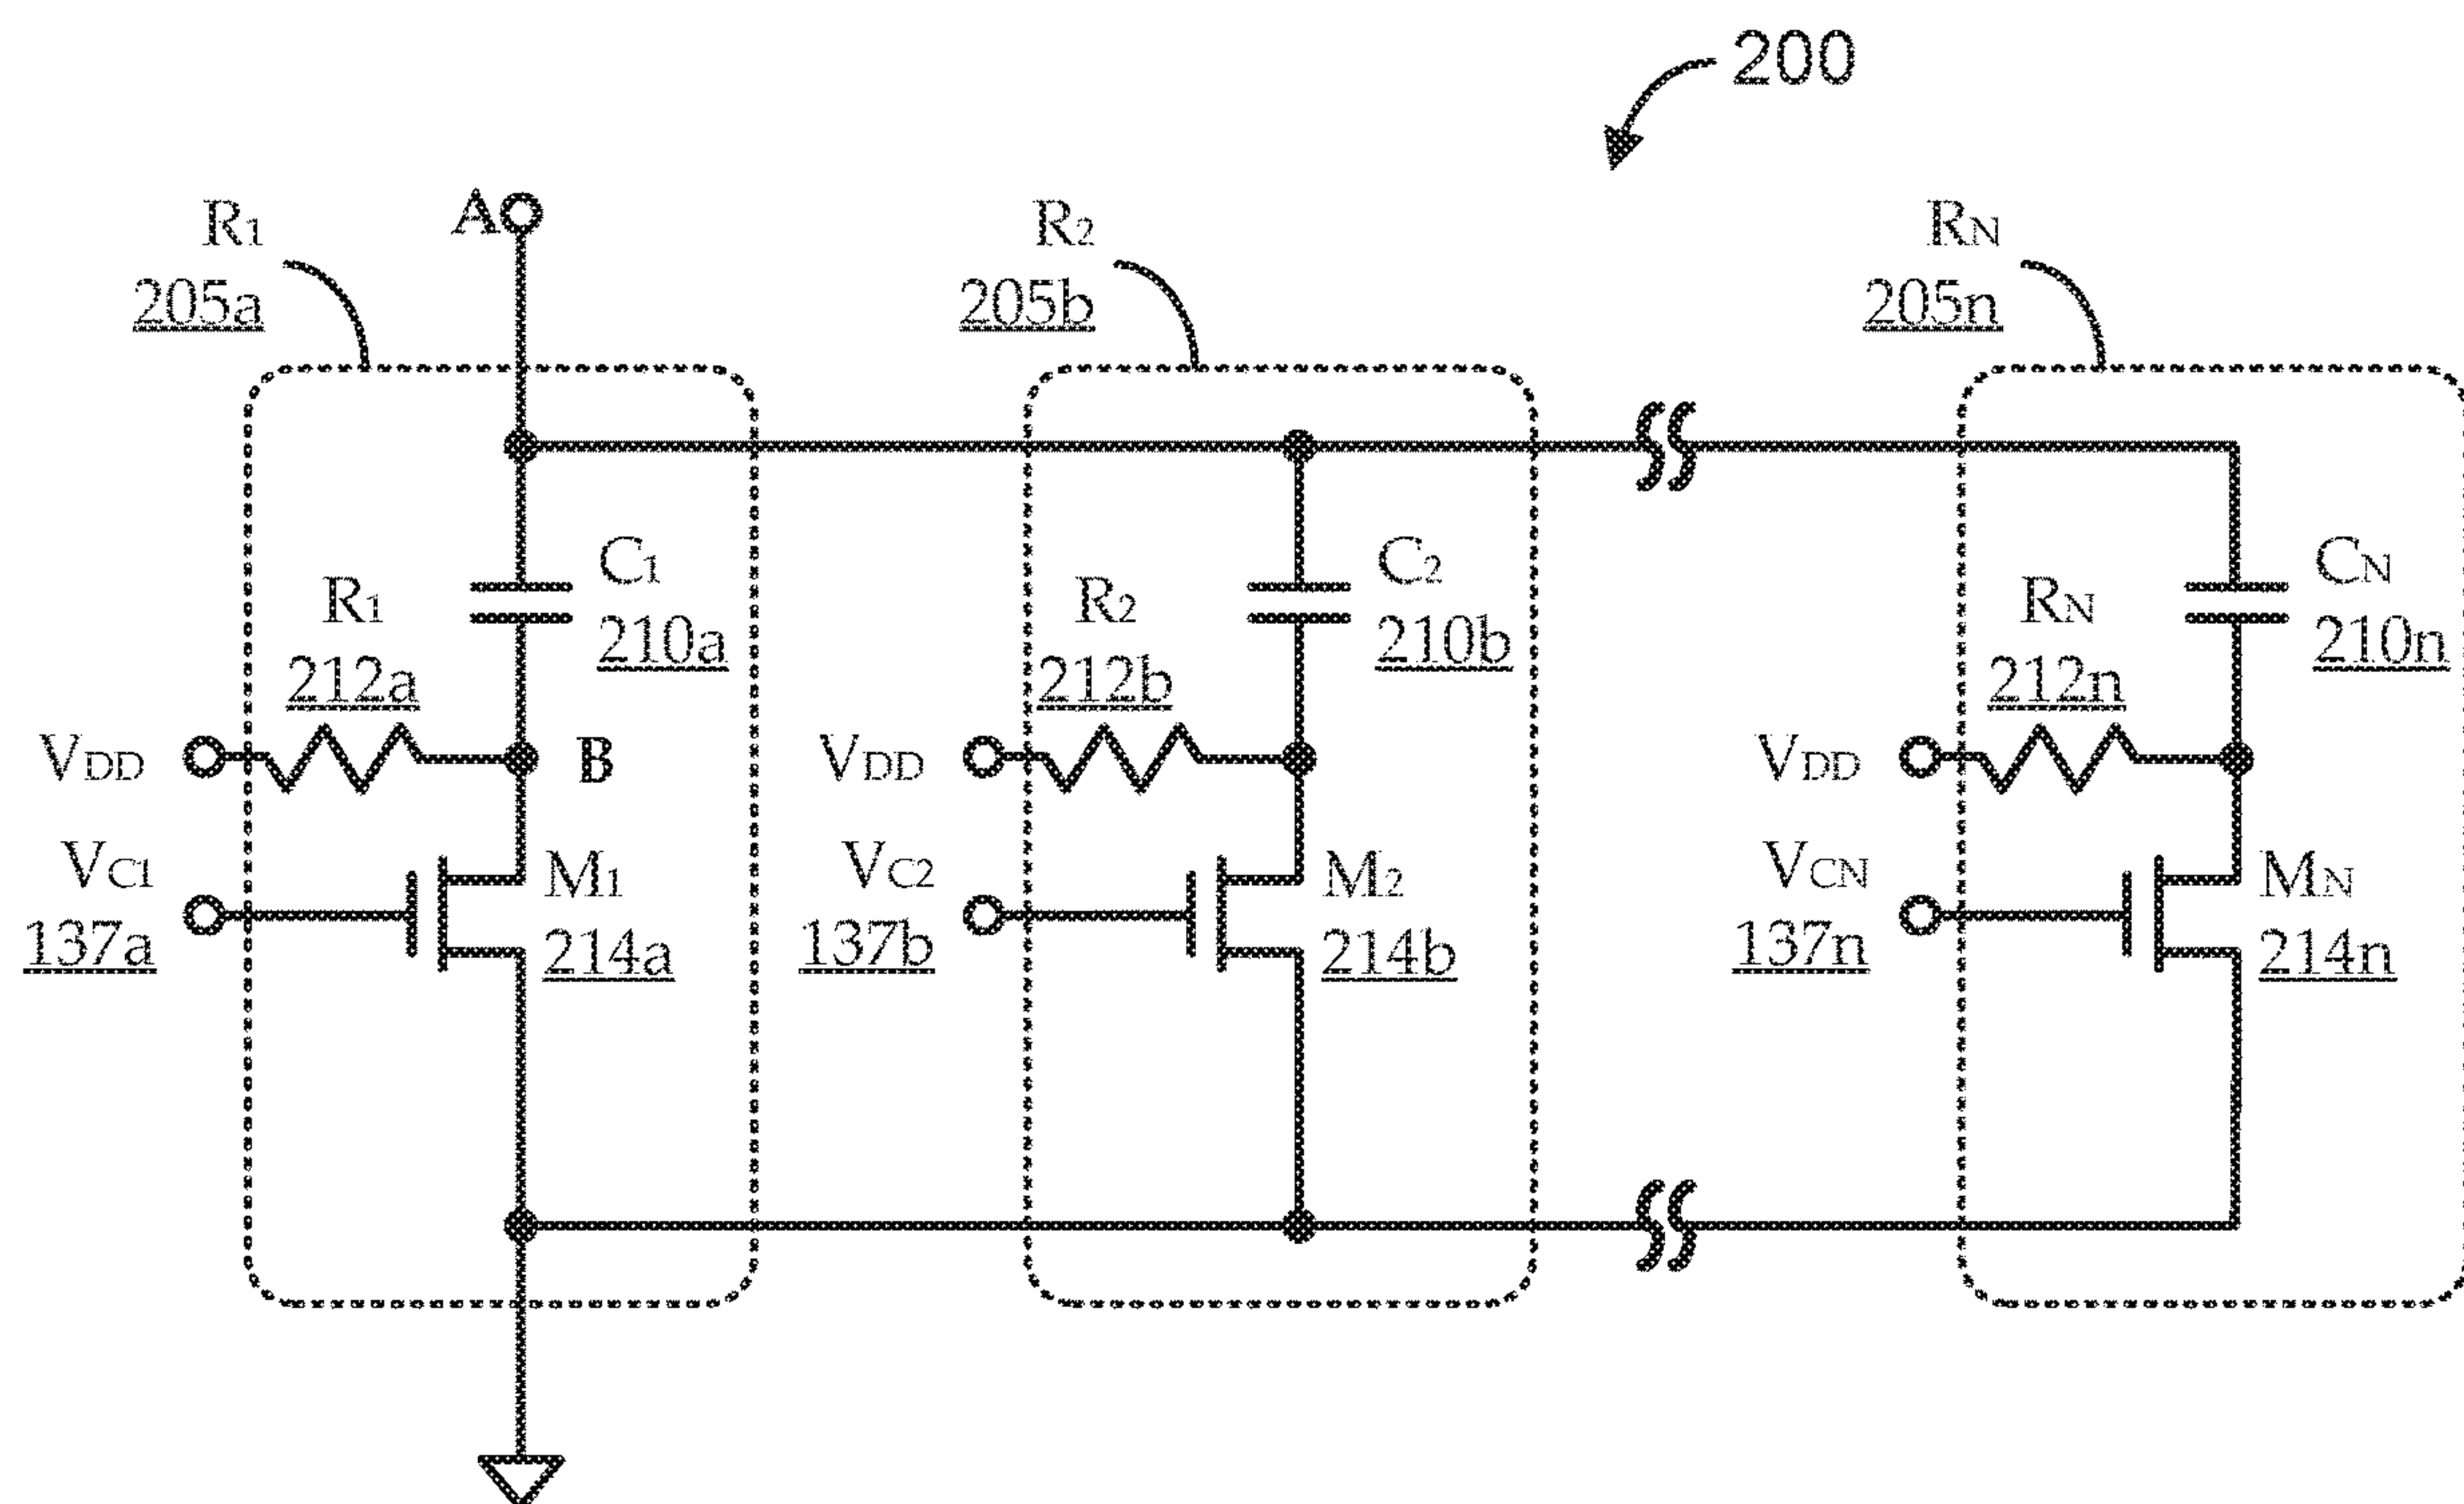 200
A
R1
205a
R2
205b
RN
205n
R1
212a
C1
210a
R2
212b
C2
210b
RN
212n
CN
210n
VDD
B
VDD
VDD
VC1
137a
M1
214a
VC2
137b
M2
214b
VCN
137n
MN
214n